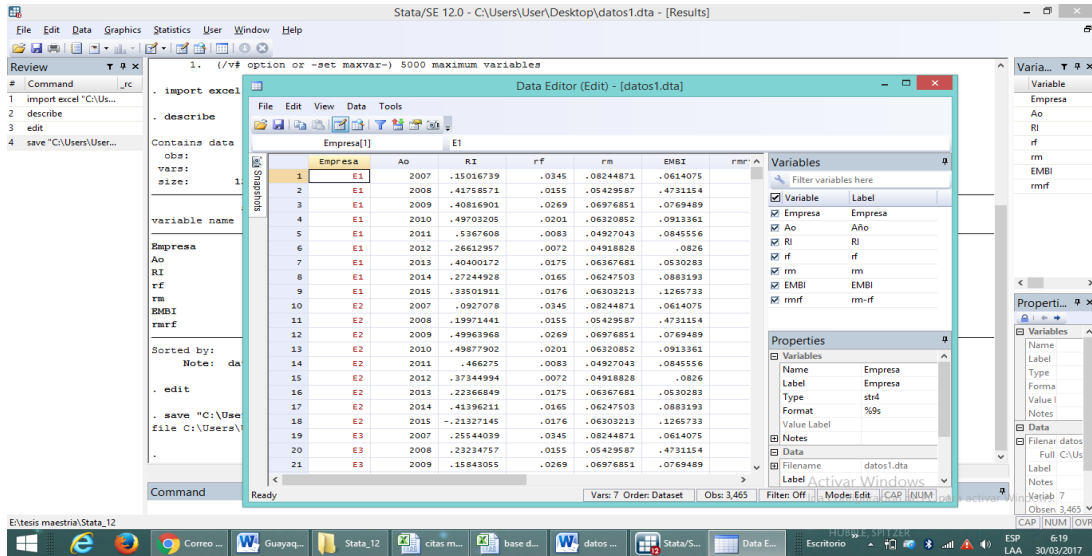 Stata/SE 12.0 - C:\Users\User\Desktop\datos1.dta - [Results]
File Edit Data Graphics Statistics User Window Help
Review
# Command _rc
1 import excel "C:\Us...
2 describe
3 edit
4 save "C:\Users\User...
1. (/v# option or -set maxvar-) 5000 maximum variables
. import excel
. describe
Contains data
obs:
vars:
size: 1
variable name
Empresa
Ao
RI
rf
rm
EMBI
rmrf
Sorted by:
Note: da
. edit
. save "C:\Use
file C:\Users\
.
Command
Data Editor (Edit) - [datos1.dta]
File Edit View Data Tools
Empresa[1] E1
Snapshots
Empresa Ao RI rf rm EMBI rmr
1 E1 2007 .15016739 .0345 .08244871 .0614075
2 E1 2008 .41758571 .0155 .05429587 .4731154
3 E1 2009 .40816901 .0269 .06976851 .0769489
4 E1 2010 .49703205 .0201 .06320852 .0913361
5 E1 2011 .5367608 .0083 .04927043 .0845556
6 E1 2012 .26612957 .0072 .04918828 .0826
7 E1 2013 .40400172 .0175 .06367681 .0530283
8 E1 2014 .27244928 .0165 .06247503 .0883193
9 E1 2015 .33501911 .0176 .06303213 .1265733
10 E2 2007 .0927078 .0345 .08244871 .0614075
11 E2 2008 .19971441 .0155 .05429587 .4731154
12 E2 2009 .49963968 .0269 .06976851 .0769489
13 E2 2010 .49877902 .0201 .06320852 .0913361
14 E2 2011 .466275 .0083 .04927043 .0845556
15 E2 2012 .37344994 .0072 .04918828 .0826
16 E2 2013 .22366849 .0175 .06367681 .0530283
17 E2 2014 .41396211 .0165 .06247503 .0883193
18 E2 2015 -.21327145 .0176 .06303213 .1265733
19 E3 2007 .25544039 .0345 .08244871 .0614075
20 E3 2008 .23234757 .0155 .05429587 .4731154
21 E3 2009 .15843055 .0269 .06976851 .0769489
Variables
Filter variables here
Variable Label
Empresa Empresa
Ao Año
RI RI
rf rf
rm rm
EMBI EMBI
rmrf rm-rf
Properties
Variables
Name Empresa
Label Empresa
Type str4
Format %9s
Value Label
Notes
Data
Filename datos1.dta
Label
Ready Vars: 7 Order: Dataset Obs: 3,465 Filter: Off Mode: Edit CAP NUM
Activar Windows
Varia...
Variable
Empresa
Ao
RI
rf
rm
EMBI
rmrf
Properti...
Variables
Name
Label
Type
Forma
Value l
Notes
Data
Filenar datos
Full C:\Us
Label
Notes
Variab 7
Obsen 3,465
E:\tesis maestria\Stata_12 CAP NUM OVR
Correo ... Guayaq... Stata_12 citas m... base d... datos ... Stata/S... Data E... Escritorio ESP LAA 6:19